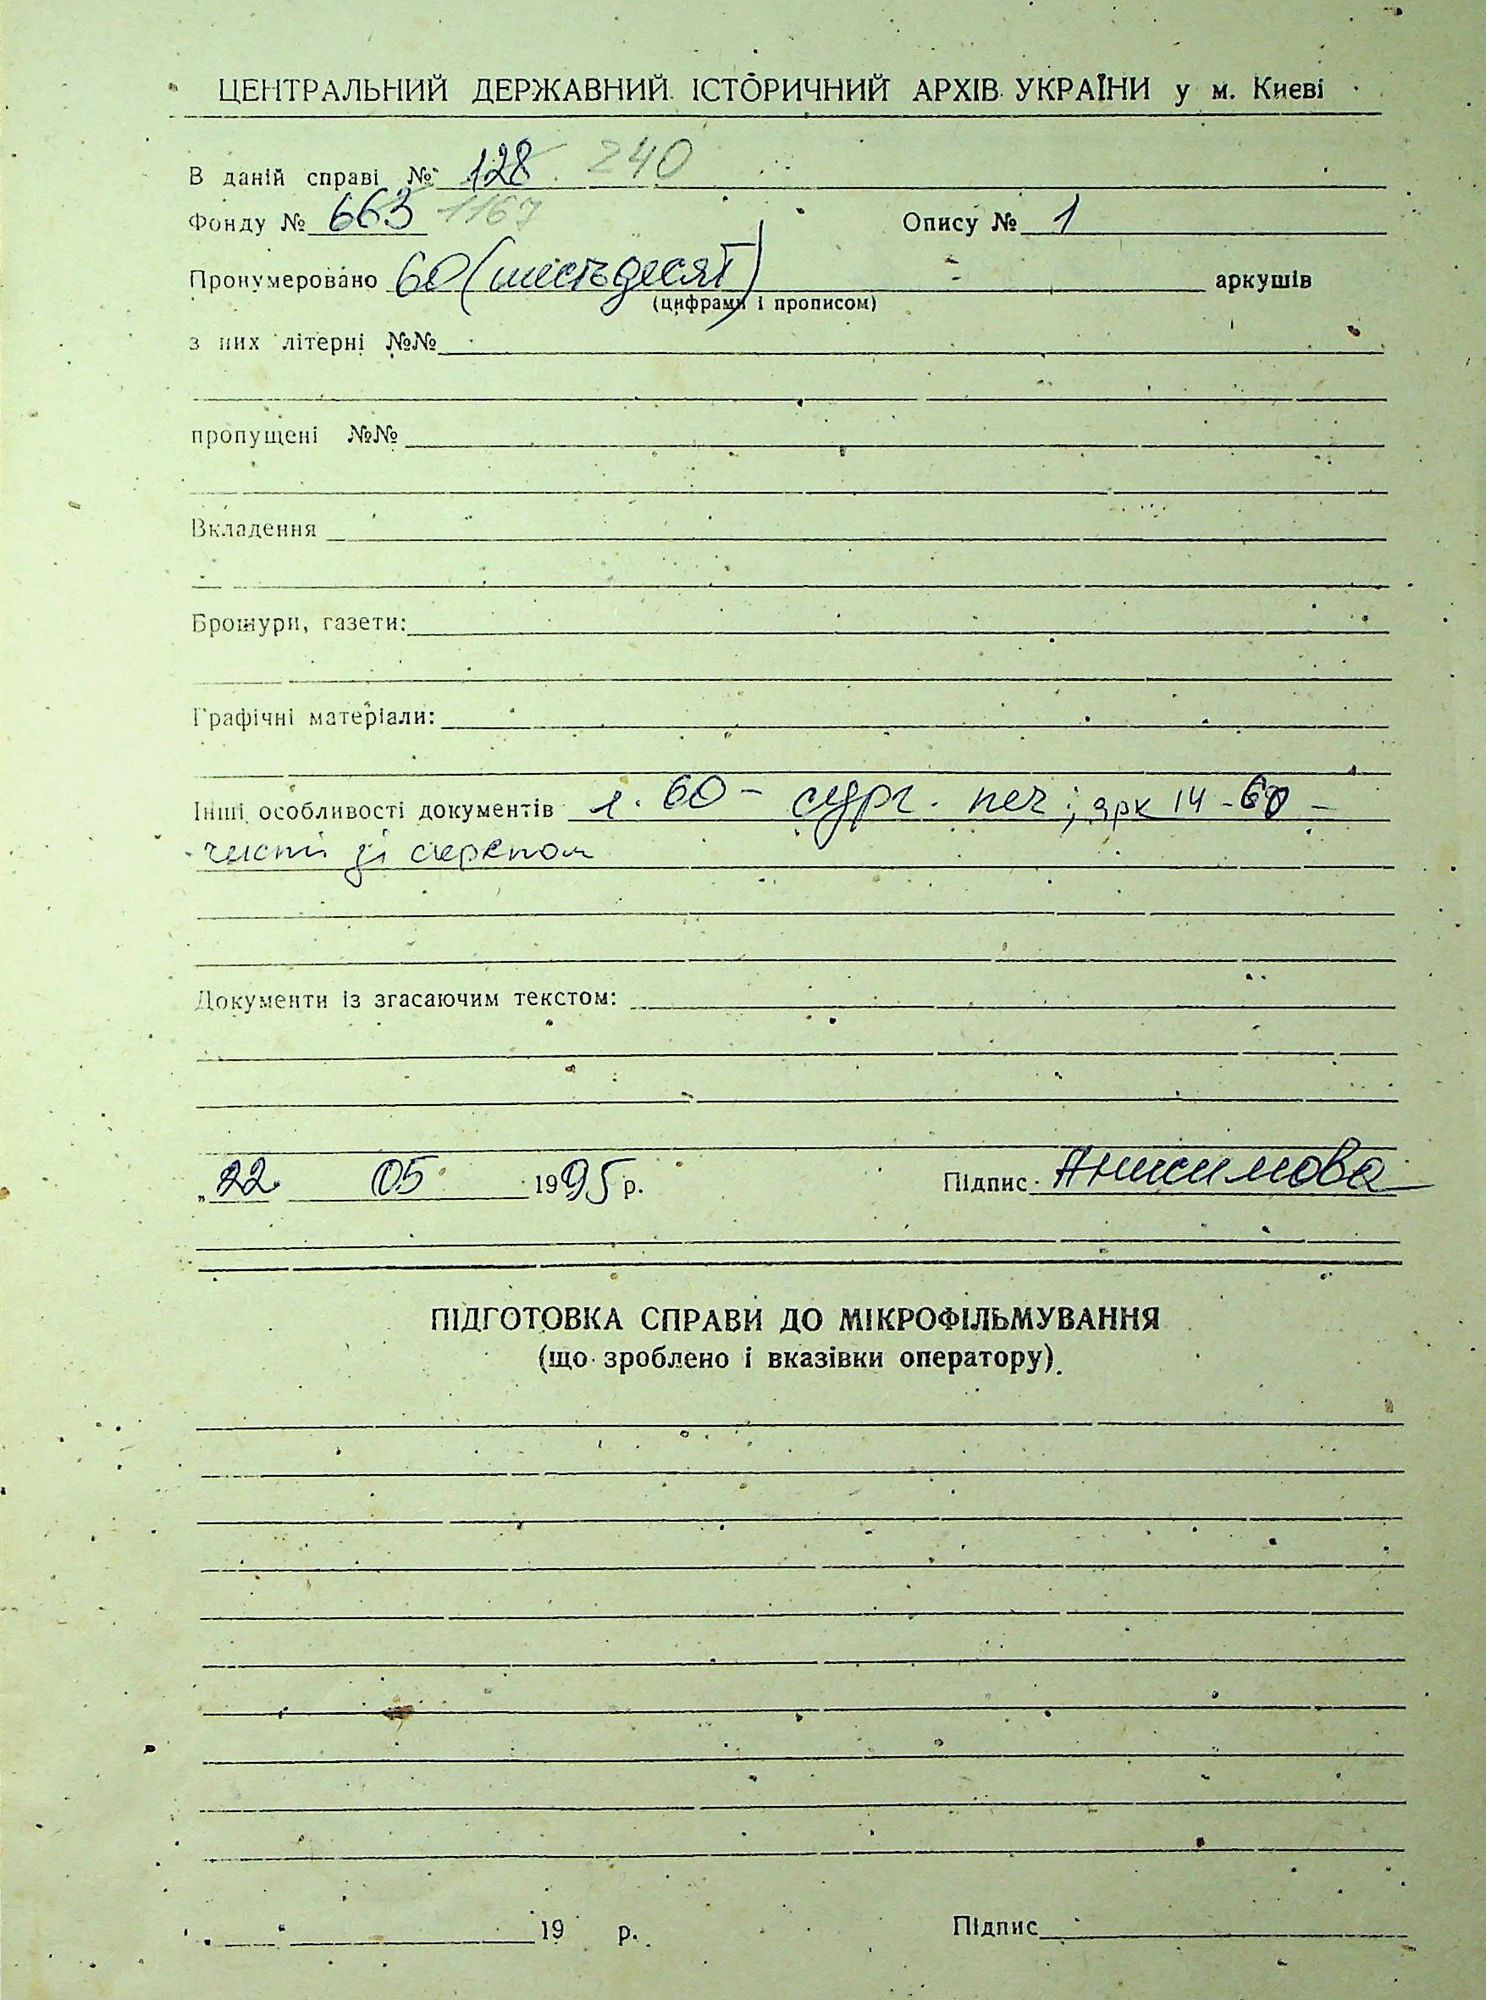 ЦЕНТРАЛЬНИЙ ДЕРЖАВНИЙ ІСТОРИЧНИЙ АРХІВ УКРАЇНИ у м. Києві
В даній справі № 128 240
Фонду № 663 1167 Опису № 1
Пронумеровано 60 (шістьдесят) аркушів
(цифрами і прописом)
з них літерні №№
пропущені №№
Вкладення
Брошури, газети:
Графічні матеріали:
Інші особливості документів л. 60 – сург. печ; арк 14 - 60 –
чисті зі скрепом
Документи із згасаючим текстом:
„22 05 1995 р. Підпис Анисимова
ПІДГОТОВКА СПРАВИ ДО МІКРОФІЛЬМУВАННЯ
(що зроблено і вказівки оператору)
19 р. Підпис